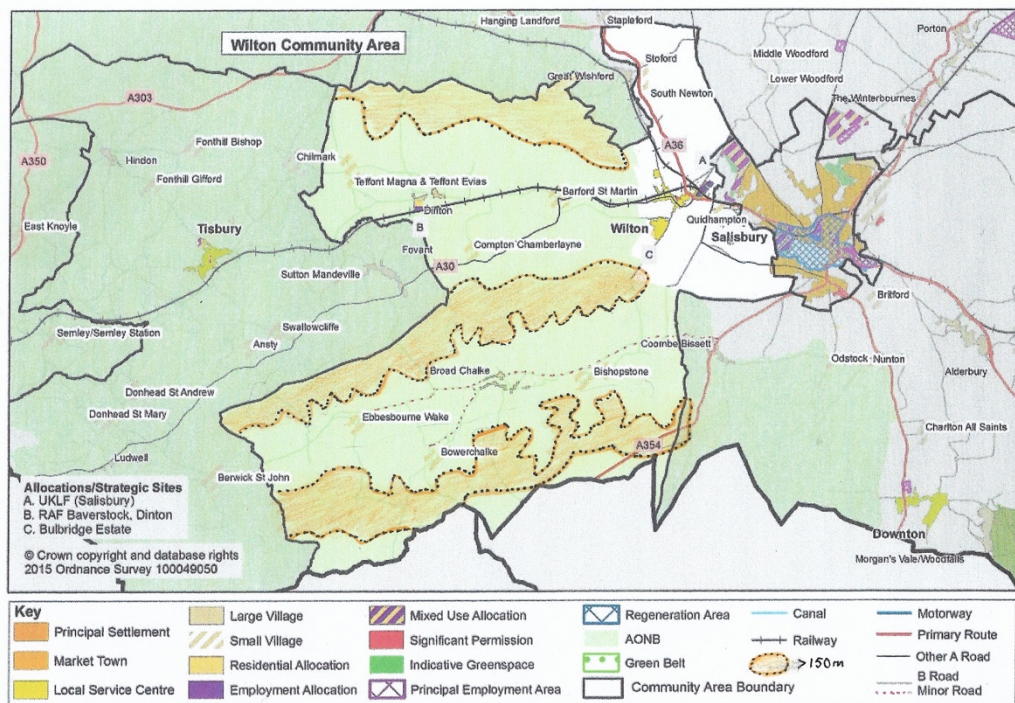 Hanging Landford
Stapleford
Porton
Wilton Community Area
Stoford
Middle Woodford
Great Wishford
Lower Woodford
A303
South Newton
The Winterbournes
Fonthill Bishop
A36
A350
Hindon
Chilmark
A
Fonthill Gifford
Teffont Magna & Teffont Evias
Barford St Martin
Dinton
East Knoyle
B
Quidhampton
Tisbury
Wilton
Salisbury
Fovant
Compton Chamberlayne
C
A30
Sutton Mandeville
Britford
Swallowcliffe
Semley/Semley Station
Ansty
Coombe Bissett
Odstock
Nunton
Broad Chalke
Bishopstone
Alderbury
Donhead St Andrew
Donhead St Mary
Ebbesbourne Wake
Charlton All Saints
A354
Ludwell
Bowerchalke
Berwick St John
Allocations/Strategic Sites
A. UKLF (Salisbury)
B. RAF Baverstock, Dinton
C. Bulbridge Estate
© Crown copyright and database rights
2015 Ordnance Survey 100049050
Downton
Morgan's Vale/Woodfalls
Key
Principal Settlement
Market Town
Local Service Centre
Large Village
Small Village
Residential Allocation
Employment Allocation
Mixed Use Allocation
Significant Permission
Indicative Greenspace
Principal Employment Area
Regeneration Area
AONB
Green Belt
Community Area Boundary
Canal
Railway
>150m
Motorway
Primary Route
Other A Road
B Road
Minor Road